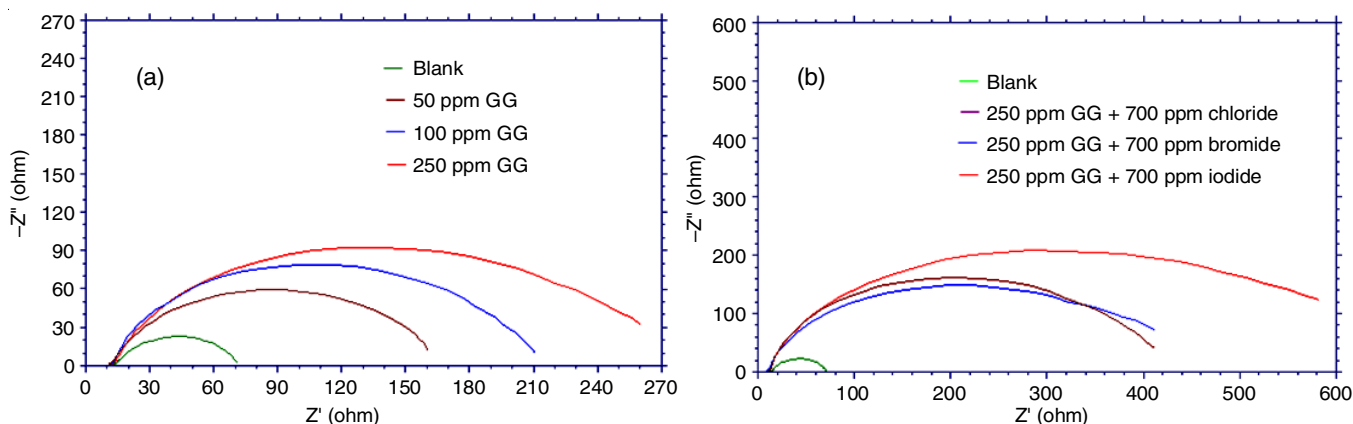 270
240
210
180
150
120
90
60
30
0
–Z" (ohm)
(a)
Blank
50 ppm GG
100 ppm GG
250 ppm GG
0 30 60 90 120 150 180 210 240 270
Z' (ohm)
600
500
400
300
200
100
0
–Z" (ohm)
(b)
Blank
250 ppm GG + 700 ppm chloride
250 ppm GG + 700 ppm bromide
250 ppm GG + 700 ppm iodide
0 100 200 300 400 500 600
Z' (ohm)